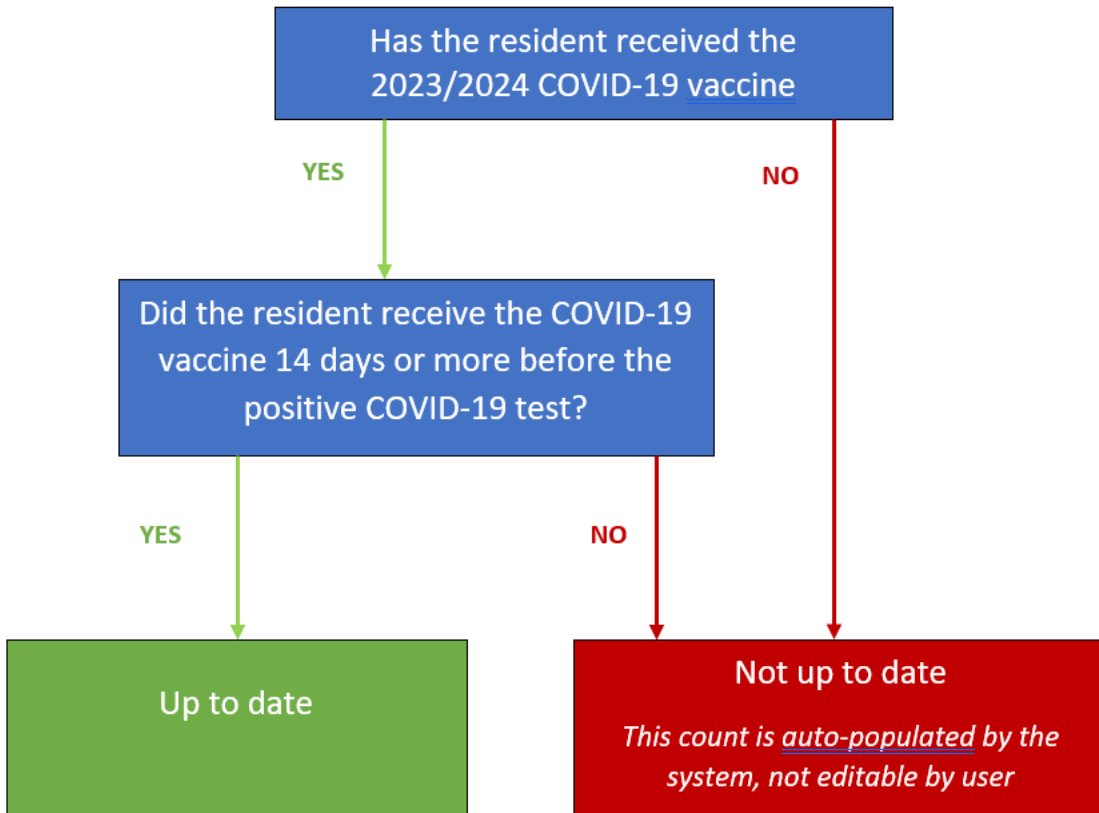 Has the resident received the
2023/2024 COVID-19 vaccine
YES
NO
Did the resident receive the COVID-19
vaccine 14 days or more before the
positive COVID-19 test?
YES
NO
Up to date
Not up to date
This count is auto-populated by the
system, not editable by user